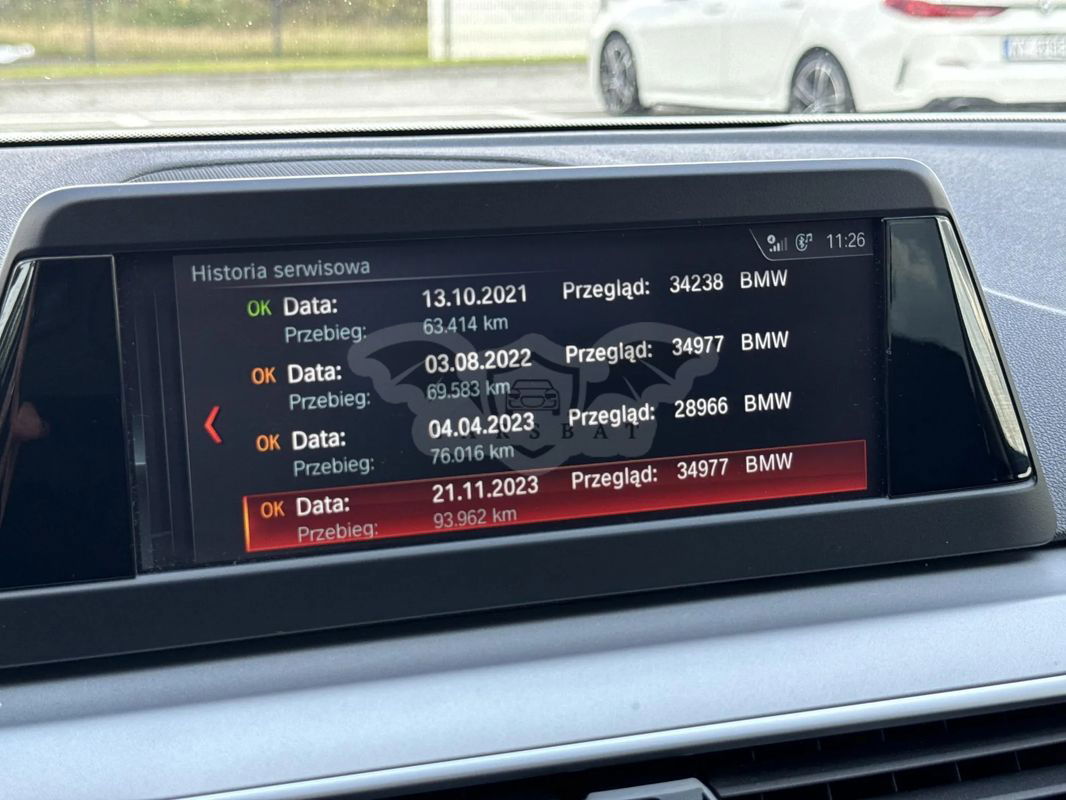 11:26
Historia serwisowa
OK Data: 13.10.2021 Przegląd: 34238 BMW
Przebieg: 63.414 km
OK Data: 03.08.2022 Przegląd: 34977 BMW
Przebieg: 69.583 km
OK Data: 04.04.2023 Przegląd: 28966 BMW
Przebieg: 76.016 km
OK Data: 21.11.2023 Przegląd: 34977 BMW
Przebieg: 93.962 km